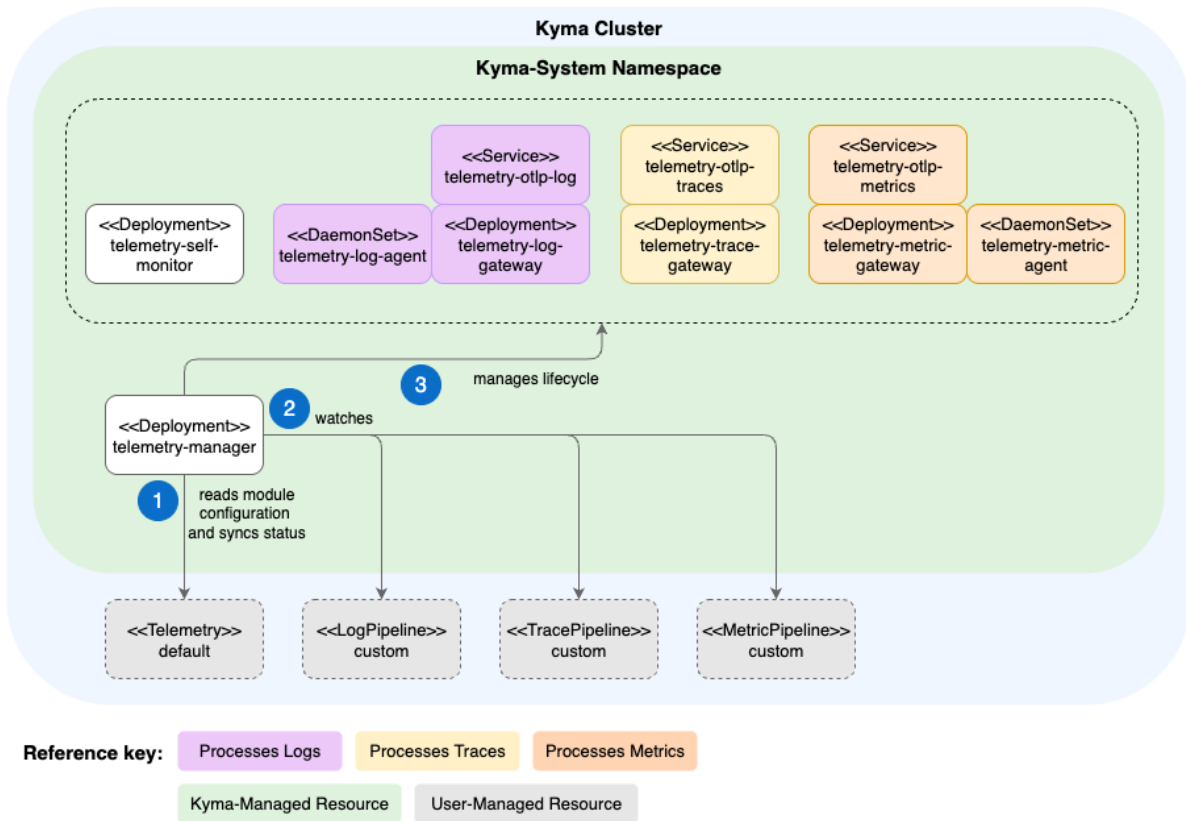 Kyma Cluster
Kyma-System Namespace
<<Service>>
telemetry-otlp-log
<<Service>>
telemetry-otlp-
traces
<<Service>>
telemetry-otlp-
metrics
<<Deployment>>
telemetry-self-
monitor
<<DaemonSet>>
telemetry-log-agent
<<Deployment>>
telemetry-log-
gateway
<<Deployment>>
telemetry-trace-
gateway
<<Deployment>>
telemetry-metric-
gateway
<<DaemonSet>>
telemetry-metric-
agent
3
manages lifecycle
<<Deployment>>
telemetry-manager
2
watches
1
reads module
configuration
and syncs status
<<Telemetry>>
default
<<LogPipeline>>
custom
<<TracePipeline>>
custom
<<MetricPipeline>>
custom
Reference key:
Processes Logs
Processes Traces
Processes Metrics
Kyma-Managed Resource
User-Managed Resource